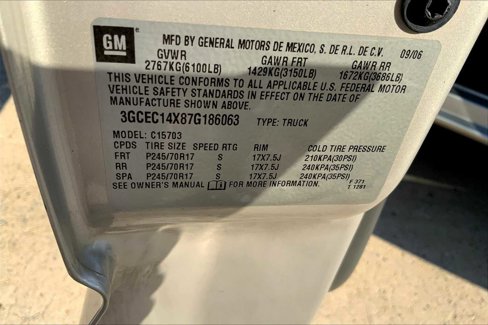 GM
MFD BY GENERAL MOTORS DE MEXICO, S. DE R.L. DE C.V. 09/06
GVWR GAWR FRT GAWR RR
2767KG(6100LB) 1429KG(3150LB) 1672KG(3686LB)
THIS VEHICLE CONFORMS TO ALL APPLICABLE U.S. FEDERAL MOTOR
VEHICLE SAFETY STANDARDS IN EFFECT ON THE DATE OF
MANUFACTURE SHOWN ABOVE.
3GCEC14X87G186063 TYPE: TRUCK
MODEL: C15703
CPDS TIRE SIZE SPEED RTG RIM COLD TIRE PRESSURE
FRT P245/70R17 S 17X7.5J 210KPA(30PSI)
RR P245/70R17 S 17X7.5J 240KPA(35PSI)
SPA P245/70R17 S 17X7.5J 240KPA(35PSI)
SEE OWNER'S MANUAL FOR MORE INFORMATION. F 371
T 1281